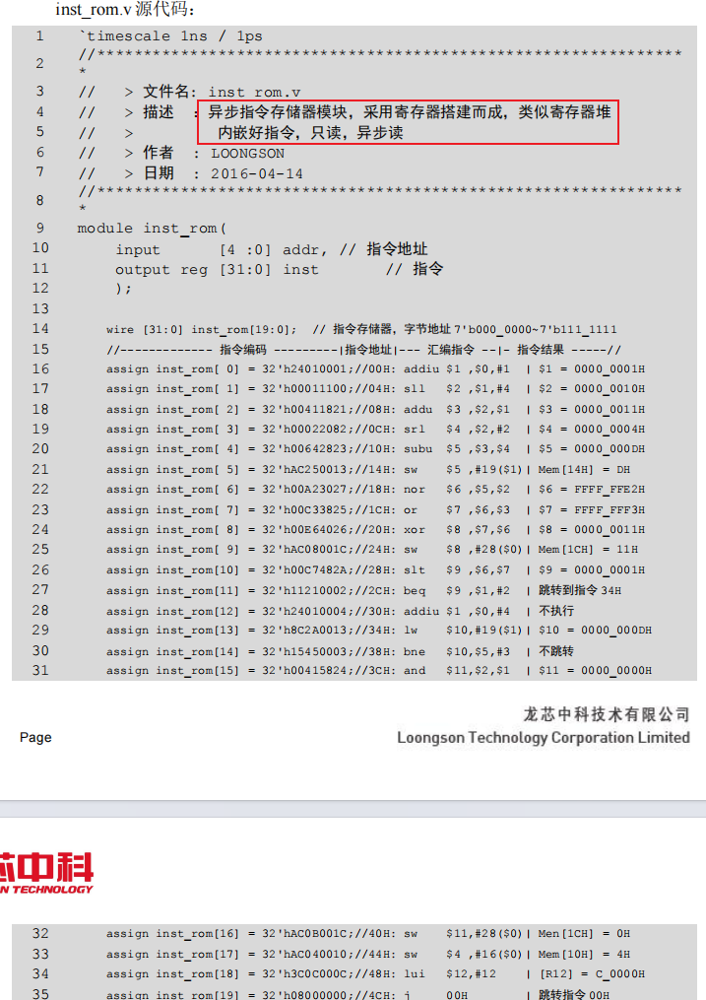 inst_rom.v 源代码：
1 `timescale 1ns / 1ps
2 //**************************************************************
*
3 // > 文件名: inst_rom.v
4 // > 描述 : 异步指令存储器模块，采用寄存器搭建而成，类似寄存器堆
5 // > 内嵌好指令，只读，异步读
6 // > 作者 : LOONGSON
7 // > 日期 : 2016-04-14
8 //**************************************************************
*
9 module inst_rom(
10 input [4 :0] addr, // 指令地址
11 output reg [31:0] inst // 指令
12 );
13
14 wire [31:0] inst_rom[19:0]; // 指令存储器，字节地址 7'b000_0000~7'b111_1111
15 //------------- 指令编码 ---------|指令地址|--- 汇编指令 --|- 指令结果 -----//
16 assign inst_rom[ 0] = 32'h24010001;//00H: addiu $1 ,$0,#1 | $1 = 0000_0001H
17 assign inst_rom[ 1] = 32'h00011100;//04H: sll $2 ,$1,#4 | $2 = 0000_0010H
18 assign inst_rom[ 2] = 32'h00411821;//08H: addu $3 ,$2,$1 | $3 = 0000_0011H
19 assign inst_rom[ 3] = 32'h00022082;//0CH: srl $4 ,$2,#2 | $4 = 0000_0004H
20 assign inst_rom[ 4] = 32'h00642823;//10H: subu $5 ,$3,$4 | $5 = 0000_000DH
21 assign inst_rom[ 5] = 32'hAC250013;//14H: sw $5 ,#19($1)| Mem[14H] = DH
22 assign inst_rom[ 6] = 32'h00A23027;//18H: nor $6 ,$5,$2 | $6 = FFFF_FFE2H
23 assign inst_rom[ 7] = 32'h00C33825;//1CH: or $7 ,$6,$3 | $7 = FFFF_FFF3H
24 assign inst_rom[ 8] = 32'h00E64026;//20H: xor $8 ,$7,$6 | $8 = 0000_0011H
25 assign inst_rom[ 9] = 32'hAC08001C;//24H: sw $8 ,#28($0)| Mem[1CH] = 11H
26 assign inst_rom[10] = 32'h00C7482A;//28H: slt $9 ,$6,$7 | $9 = 0000_0001H
27 assign inst_rom[11] = 32'h11210002;//2CH: beq $9 ,$1,#2 | 跳转到指令 34H
28 assign inst_rom[12] = 32'h24010004;//30H: addiu $1 ,$0,#4 | 不执行
29 assign inst_rom[13] = 32'h8C2A0013;//34H: lw $10,#19($1)| $10 = 0000_000DH
30 assign inst_rom[14] = 32'h15450003;//38H: bne $10,$5,#3 | 不跳转
31 assign inst_rom[15] = 32'h00415824;//3CH: and $11,$2,$1 | $11 = 0000_0000H
龙芯中科技术有限公司
Page Loongson Technology Corporation Limited
芯中科
N TECHNOLOGY
32 assign inst_rom[16] = 32'hAC0B001C;//40H: sw $11,#28($0)| Men[1CH] = 0H
33 assign inst_rom[17] = 32'hAC040010;//44H: sw $4 ,#16($0)| Mem[10H] = 4H
34 assign inst_rom[18] = 32'h3C0C000C;//48H: lui $12,#12 | [R12] = C_0000H
35 assign inst_rom[19] = 32'h08000000;//4CH: j 00H | 跳转指令 00H